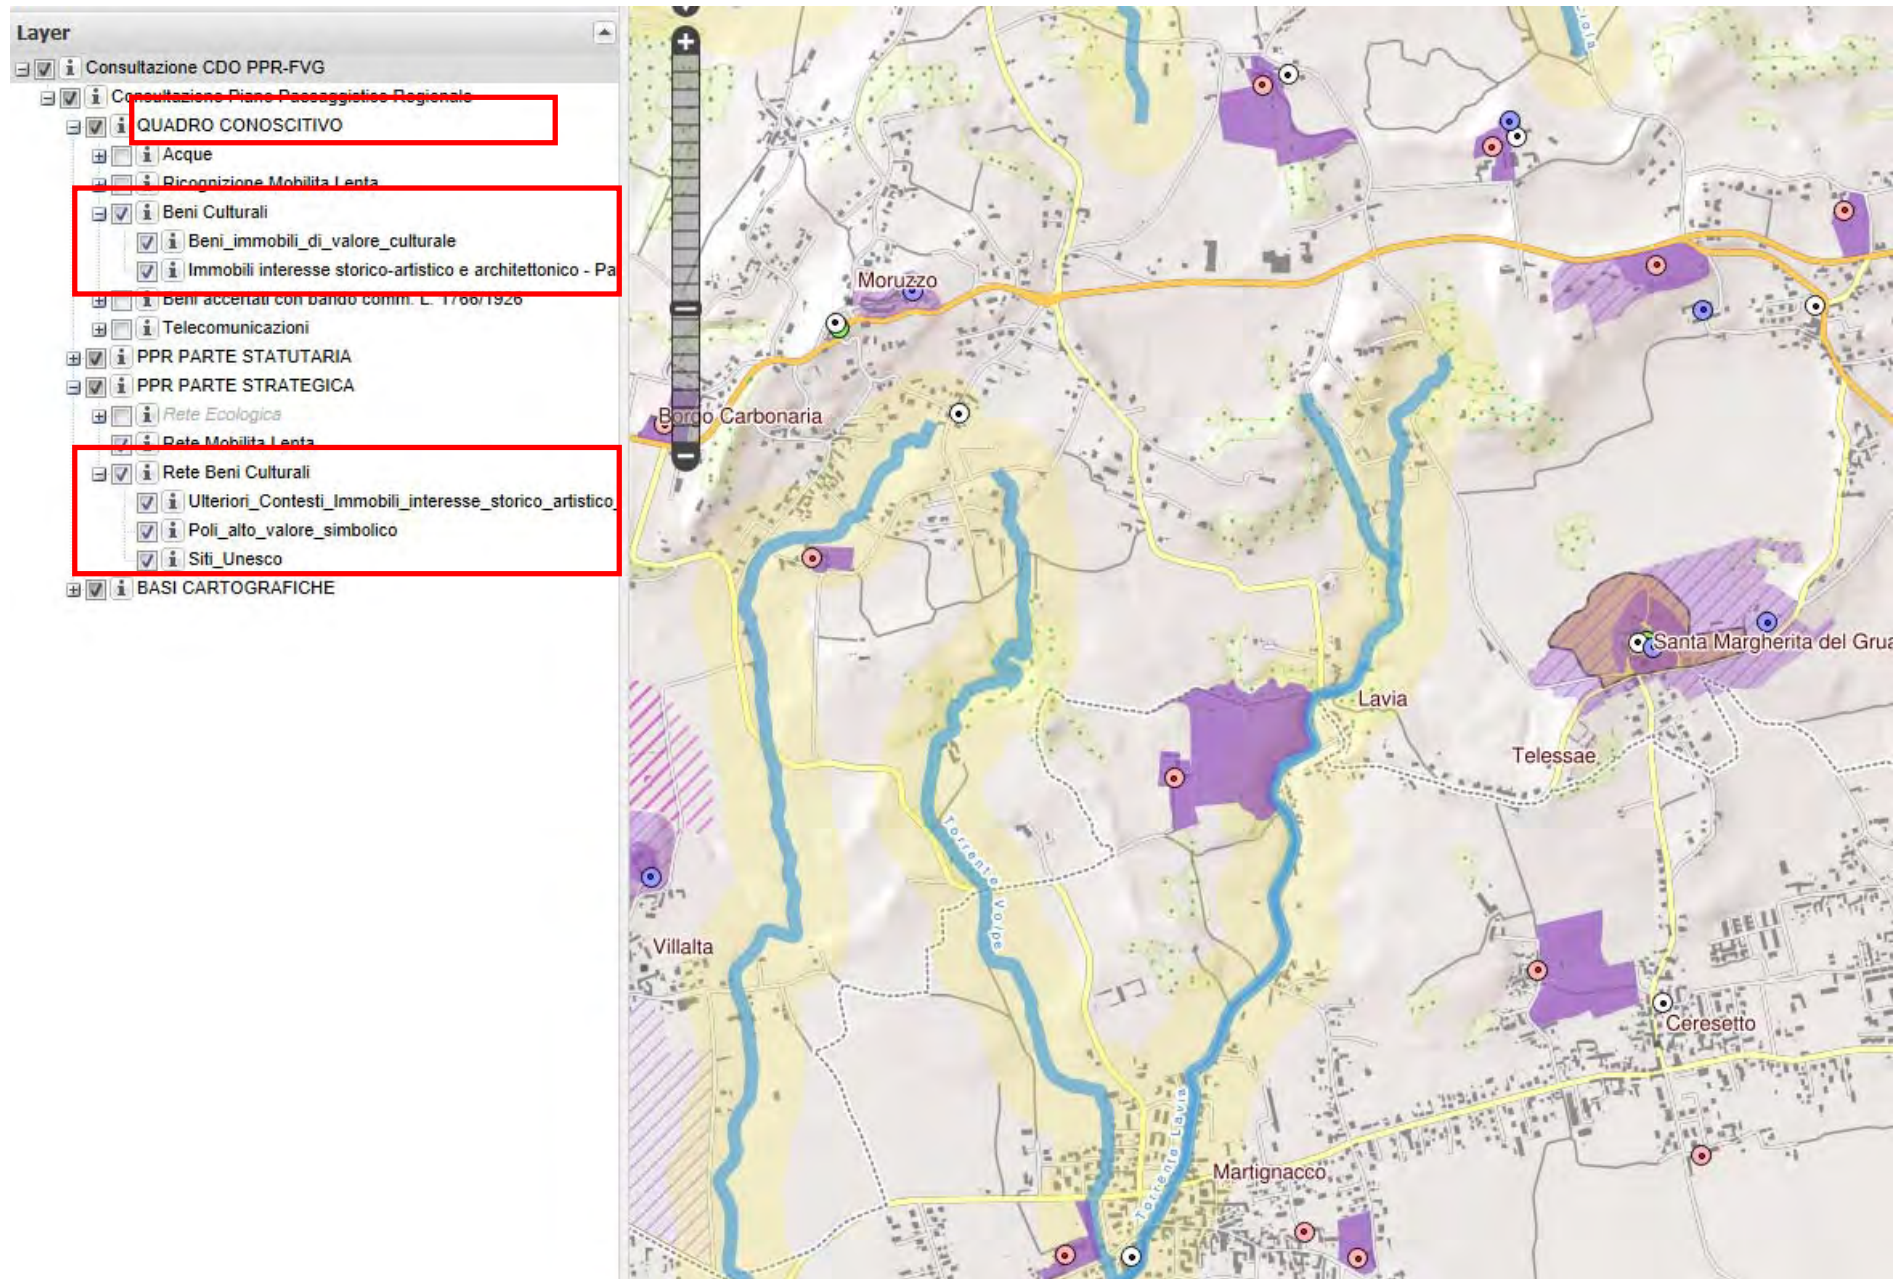 Layer
Consultazione CDO PPR-FVG
Consultazione Piano Paesaggistico Regionale
QUADRO CONOSCITIVO
Acque
Ricognizione Mobilita Lenta
Beni Culturali
Beni_immobili_di_valore_culturale
Immobili interesse storico-artistico e architettonico - Pa
Beni accertati con bando comm. L. 1766/1926
Telecomunicazioni
PPR PARTE STATUTARIA
PPR PARTE STRATEGICA
Rete Ecologica
Rete Mobilita Lenta
Rete Beni Culturali
Ulteriori_Contesti_Immobili_interesse_storico_artistico_
Poli_alto_valore_simbolico
Siti_Unesco
BASI CARTOGRAFICHE
Moruzzo
Borgo Carbonaria
Santa Margherita del Grua
Lavia
Telessae
Torrente Volpe
Villalta
Ceresetto
Torrente Lavia
Martignacco